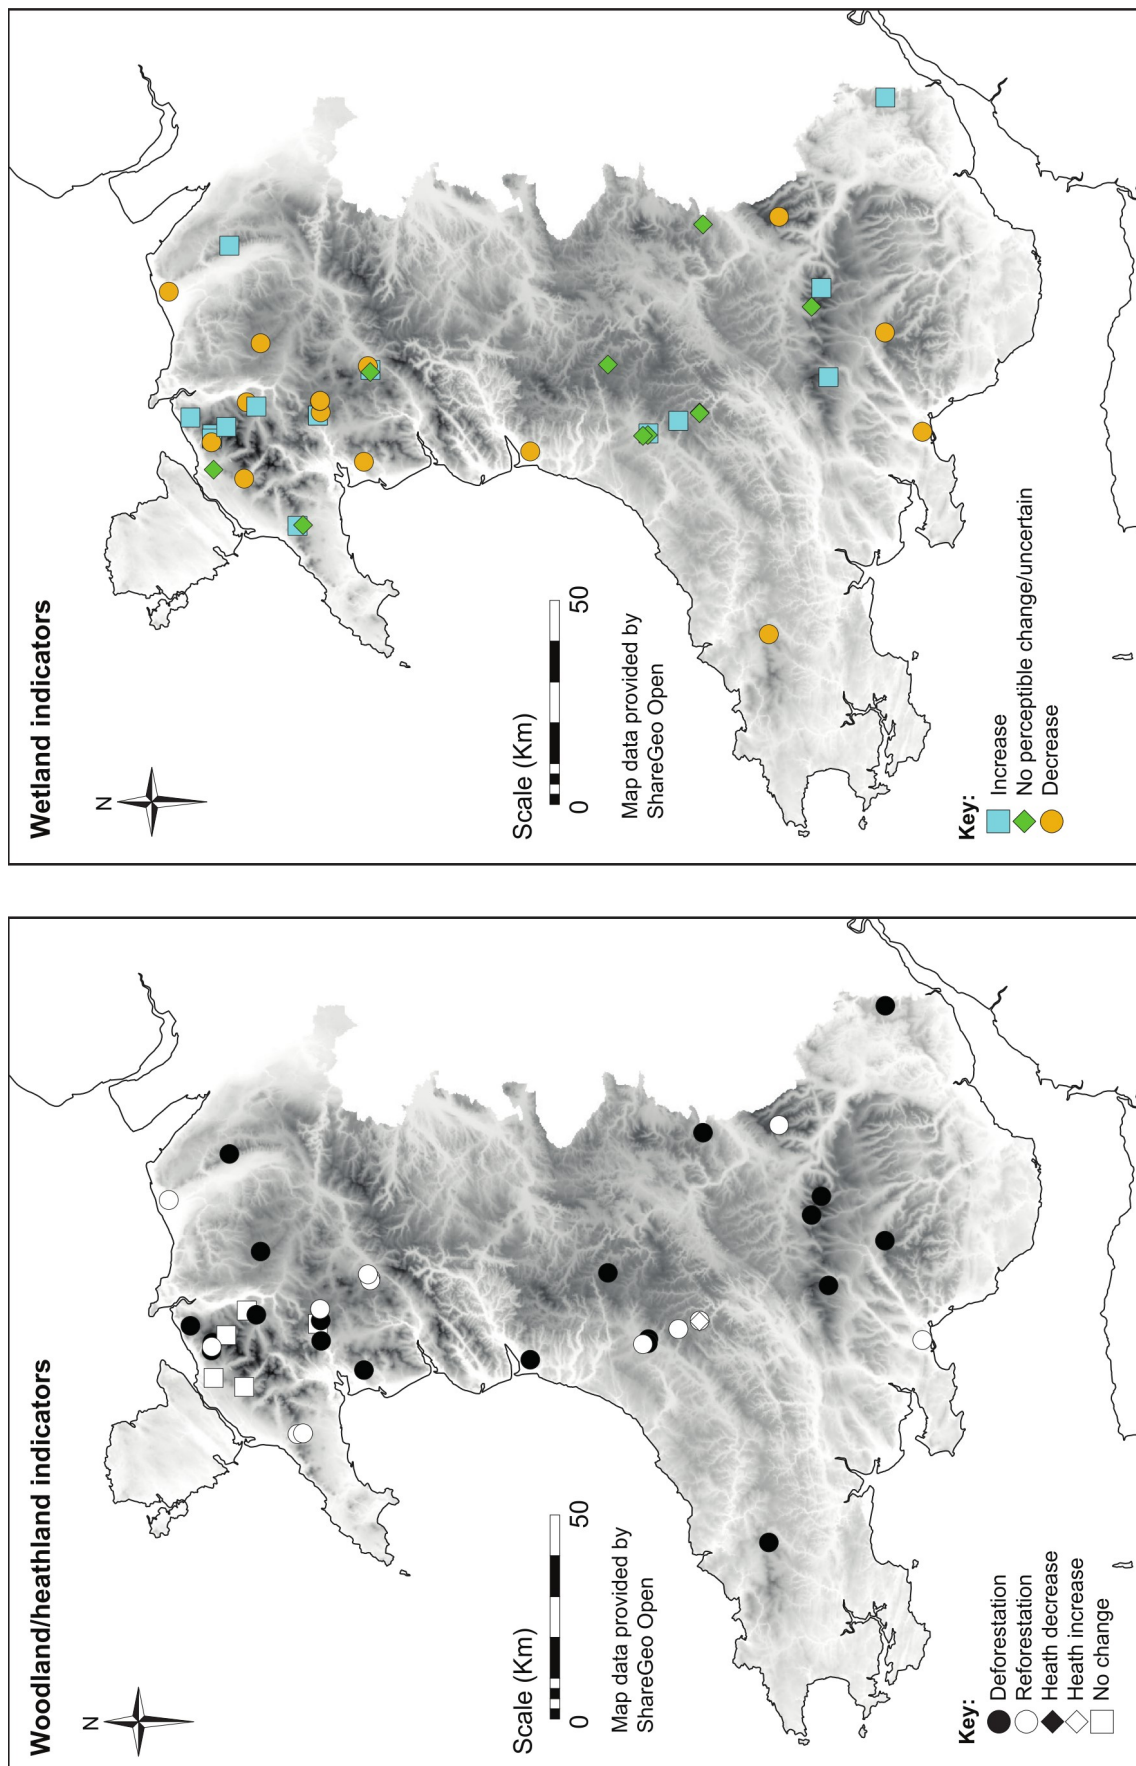 Woodland/heathland indicators
N
Scale (Km)
0
50
Map data provided by
ShareGeo Open
Key:
Deforestation
Reforestation
Heath decrease
Heath increase
No change
Wetland indicators
N
Scale (Km)
0
50
Map data provided by
ShareGeo Open
Key:
Increase
No perceptible change/uncertain
Decrease